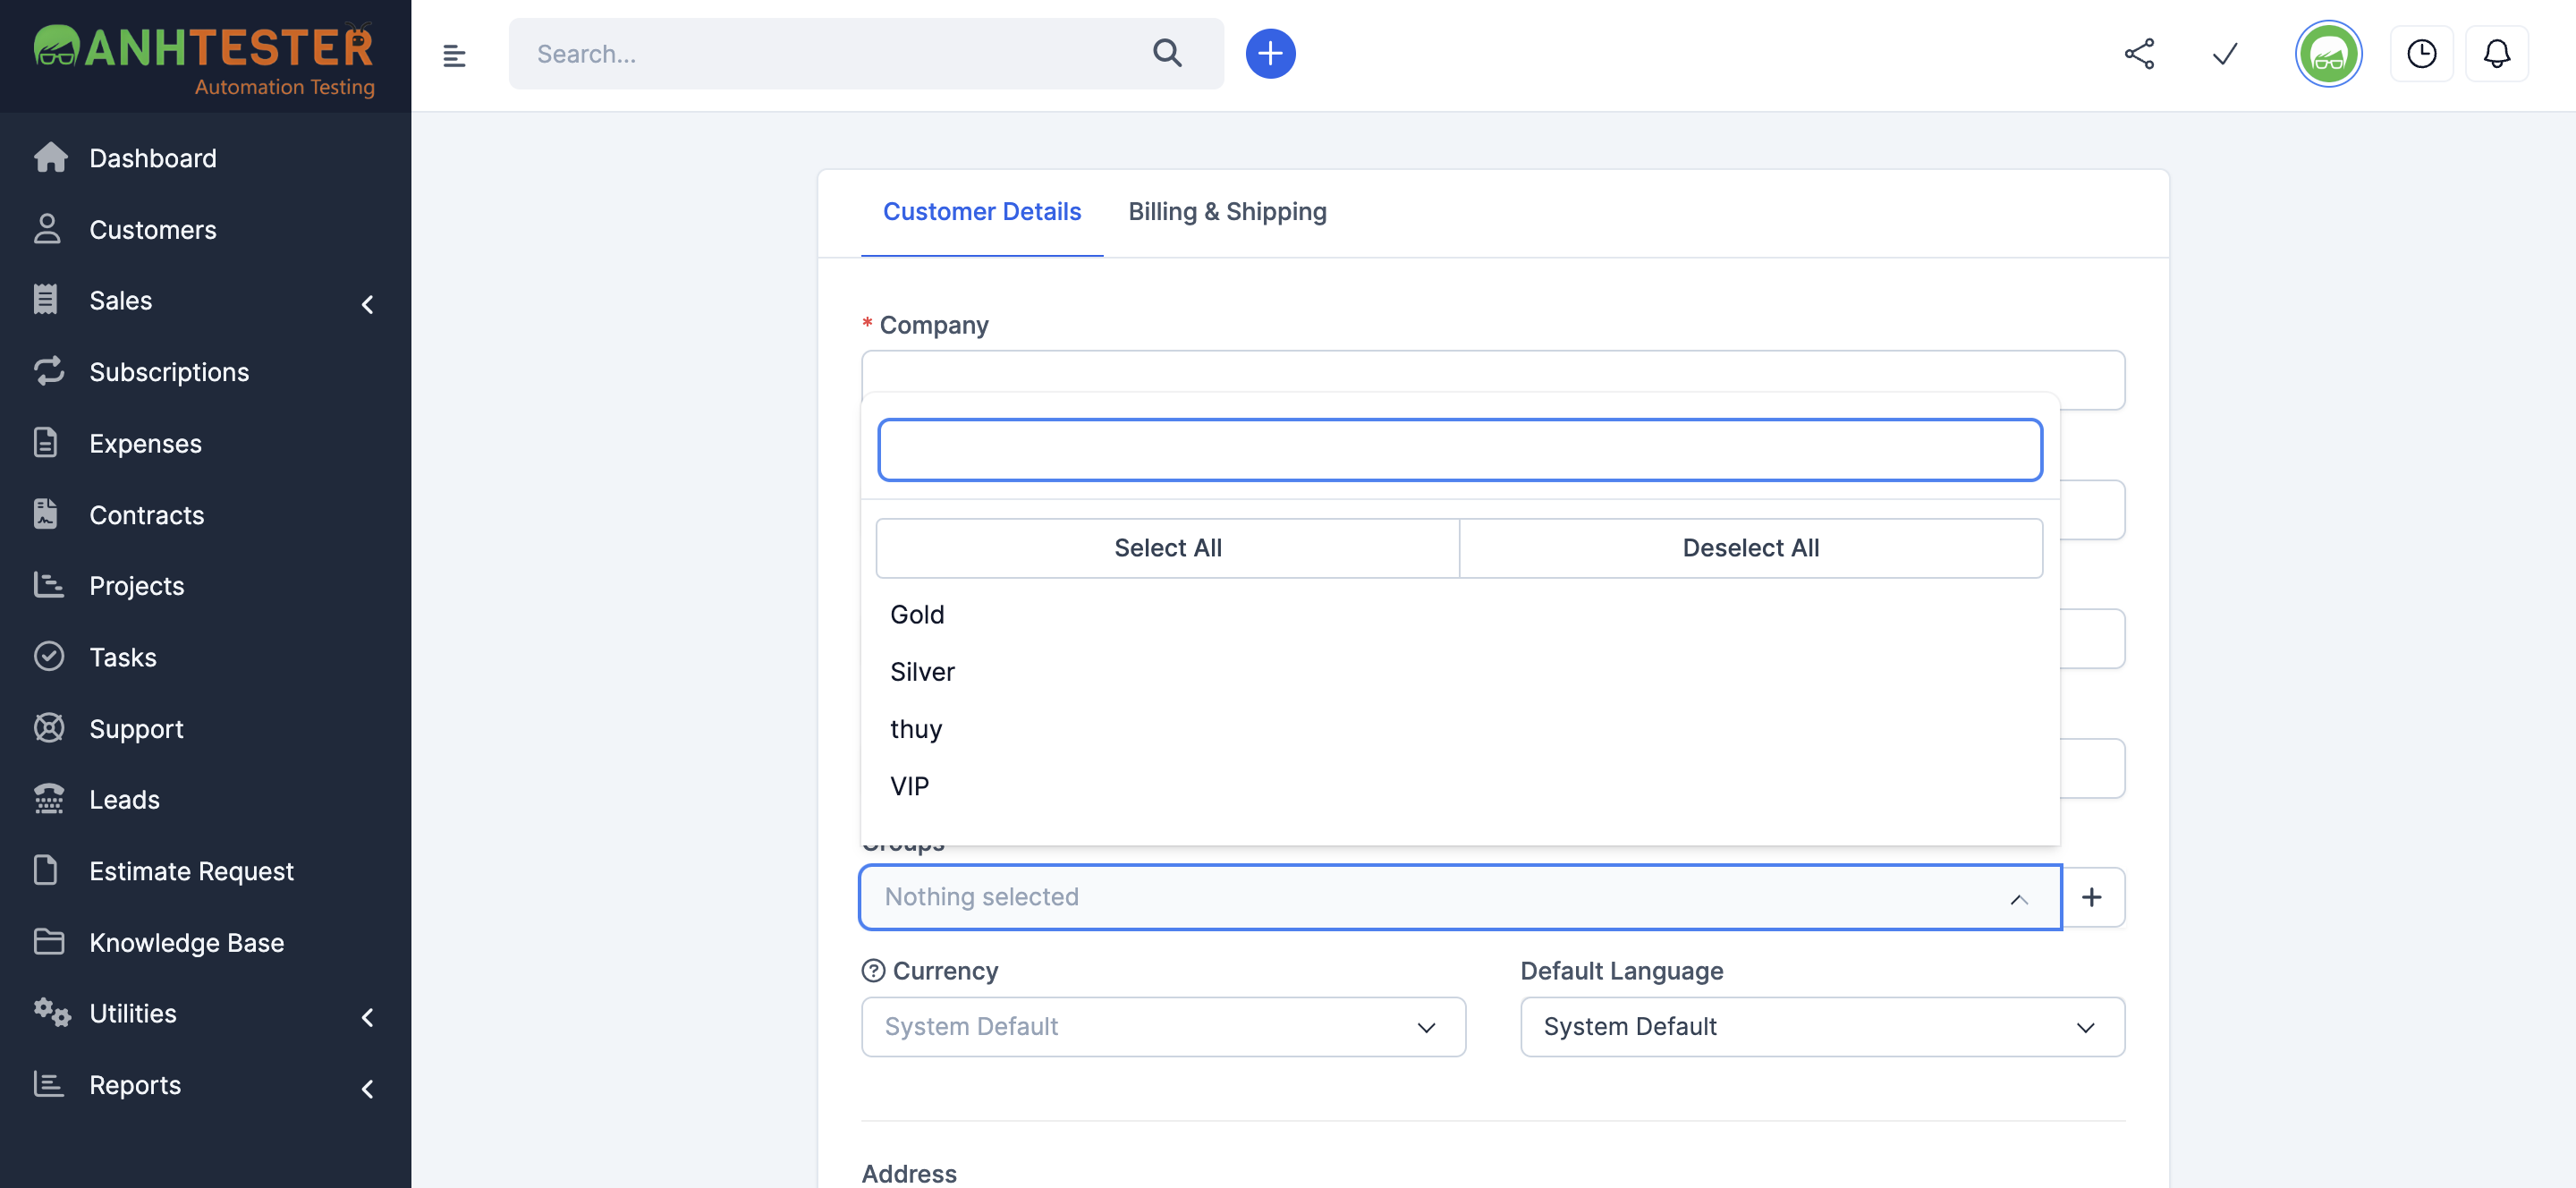 ANHTESTER
Automation Testing
Search...
Dashboard
Customers
Sales
Subscriptions
Expenses
Contracts
Projects
Tasks
Support
Leads
Estimate Request
Knowledge Base
Utilities
Reports
Customer Details
Billing & Shipping
* Company
Select All
Deselect All
Gold
Silver
thuy
VIP
Groups
Nothing selected
Currency
Default Language
System Default
System Default
Address